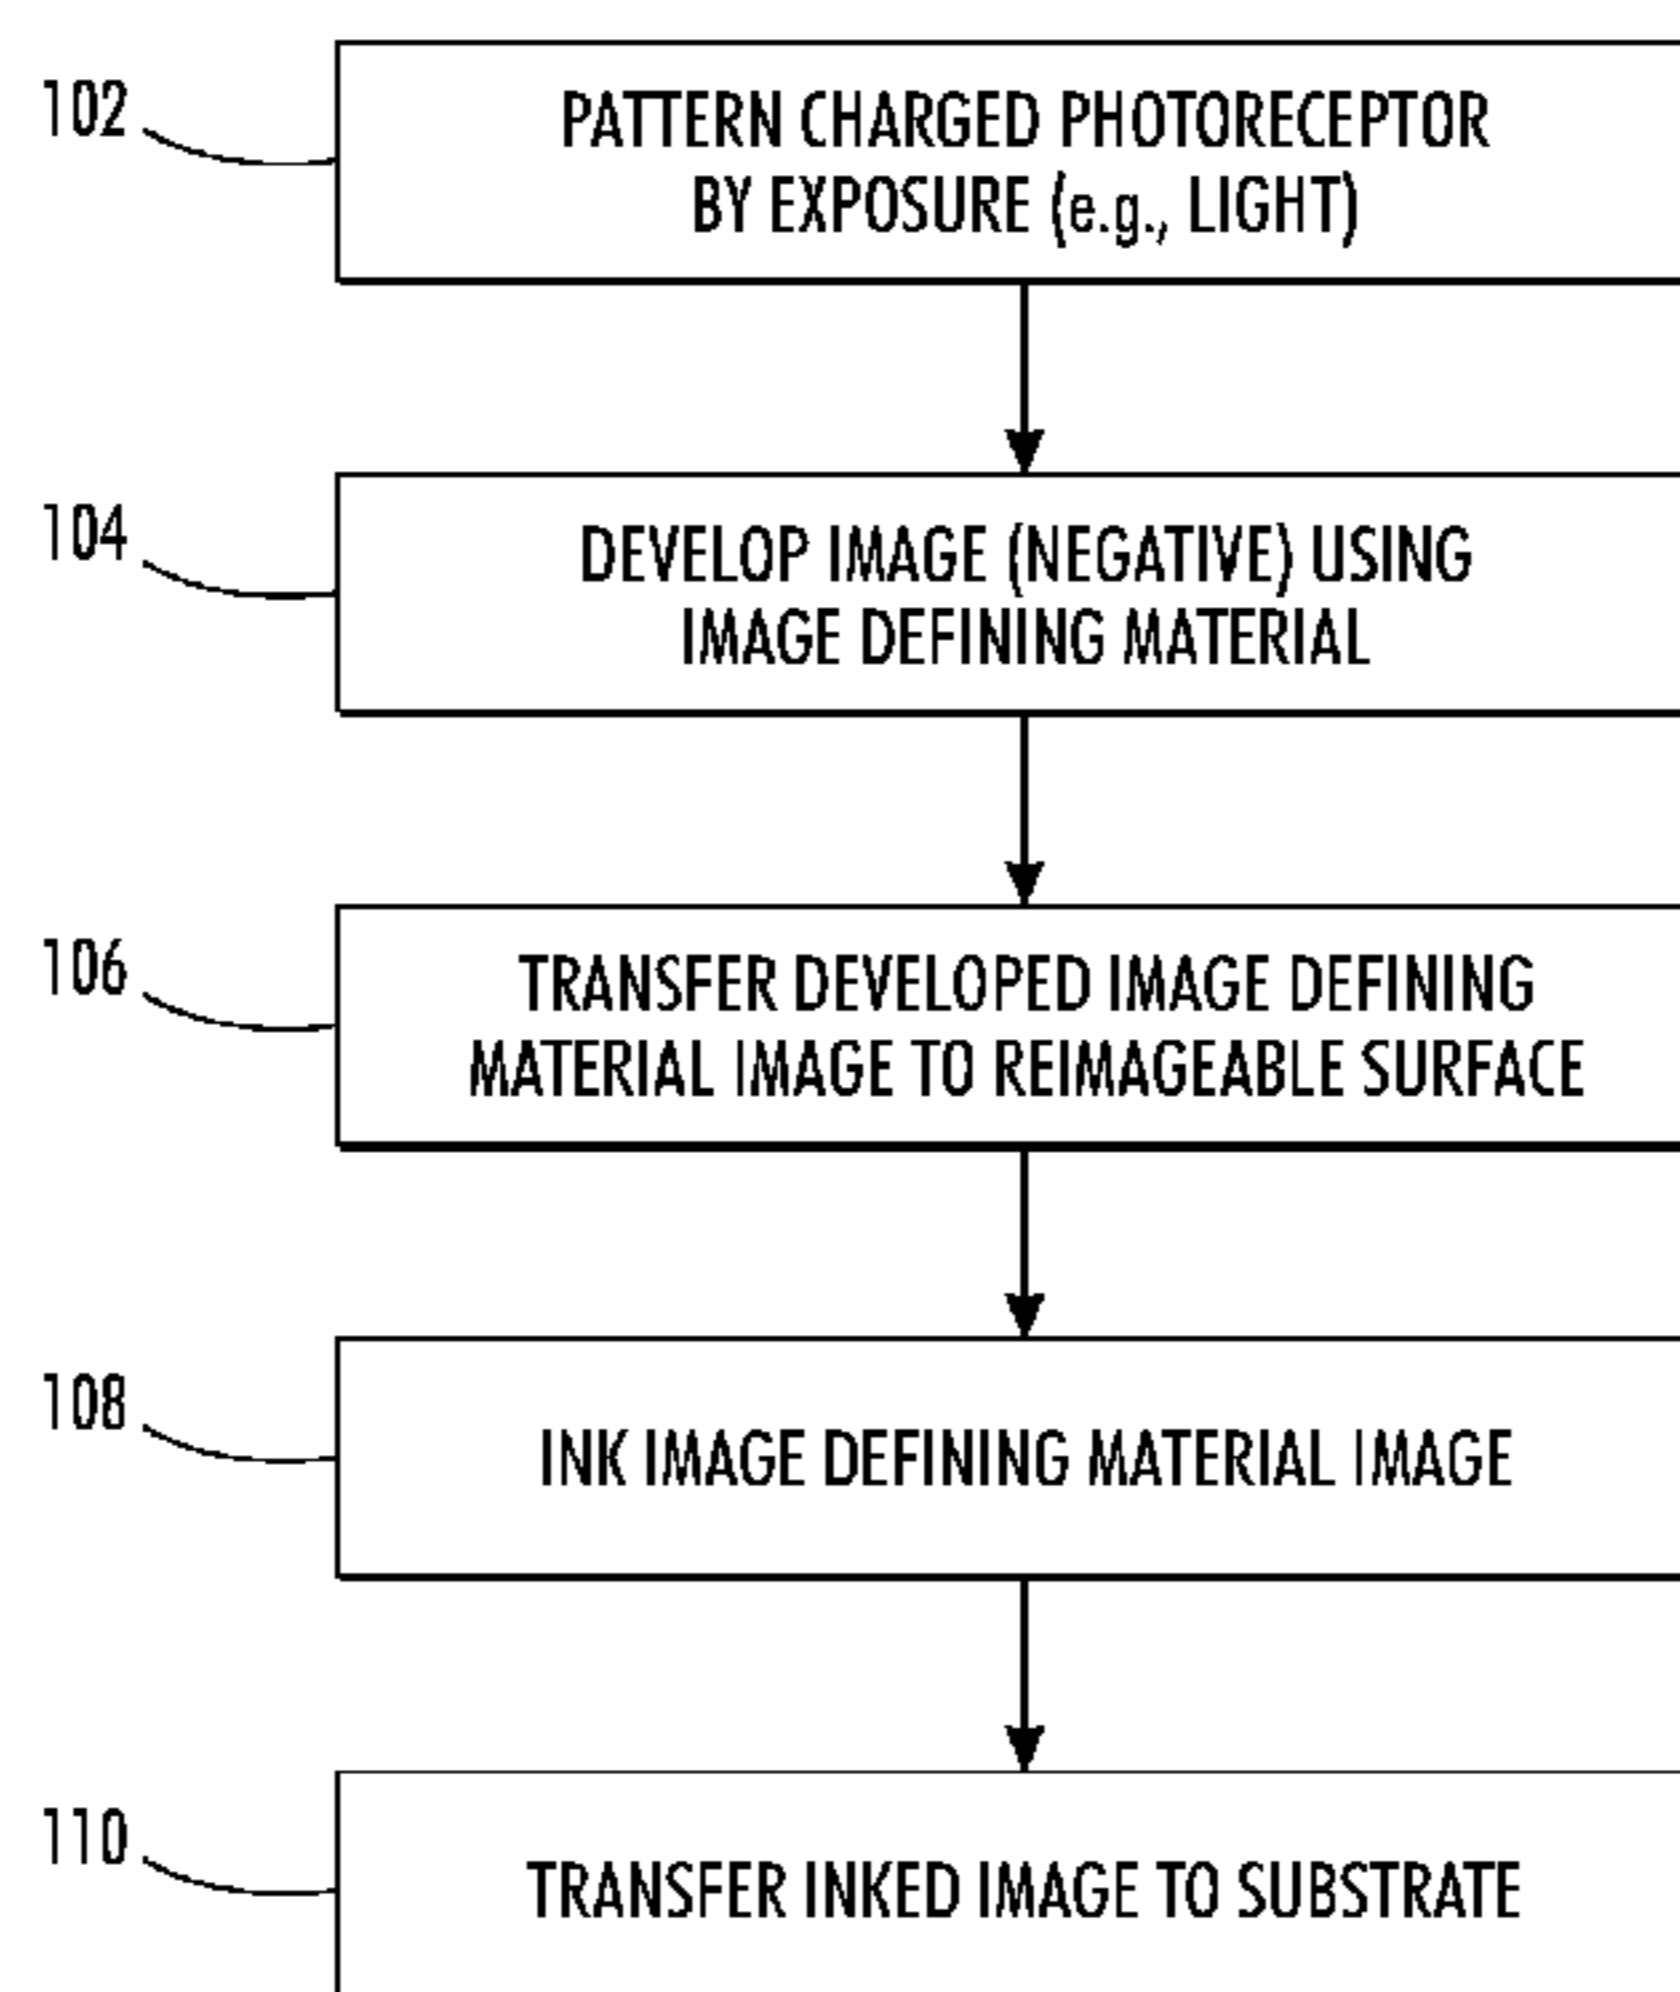 102
PATTERN CHARGED PHOTORECEPTOR
BY EXPOSURE (e.g., LIGHT)
104
DEVELOP IMAGE (NEGATIVE) USING
IMAGE DEFINING MATERIAL
106
TRANSFER DEVELOPED IMAGE DEFINING
MATERIAL IMAGE TO REIMAGEABLE SURFACE
108
INK IMAGE DEFINING MATERIAL IMAGE
110
TRANSFER INKED IMAGE TO SUBSTRATE